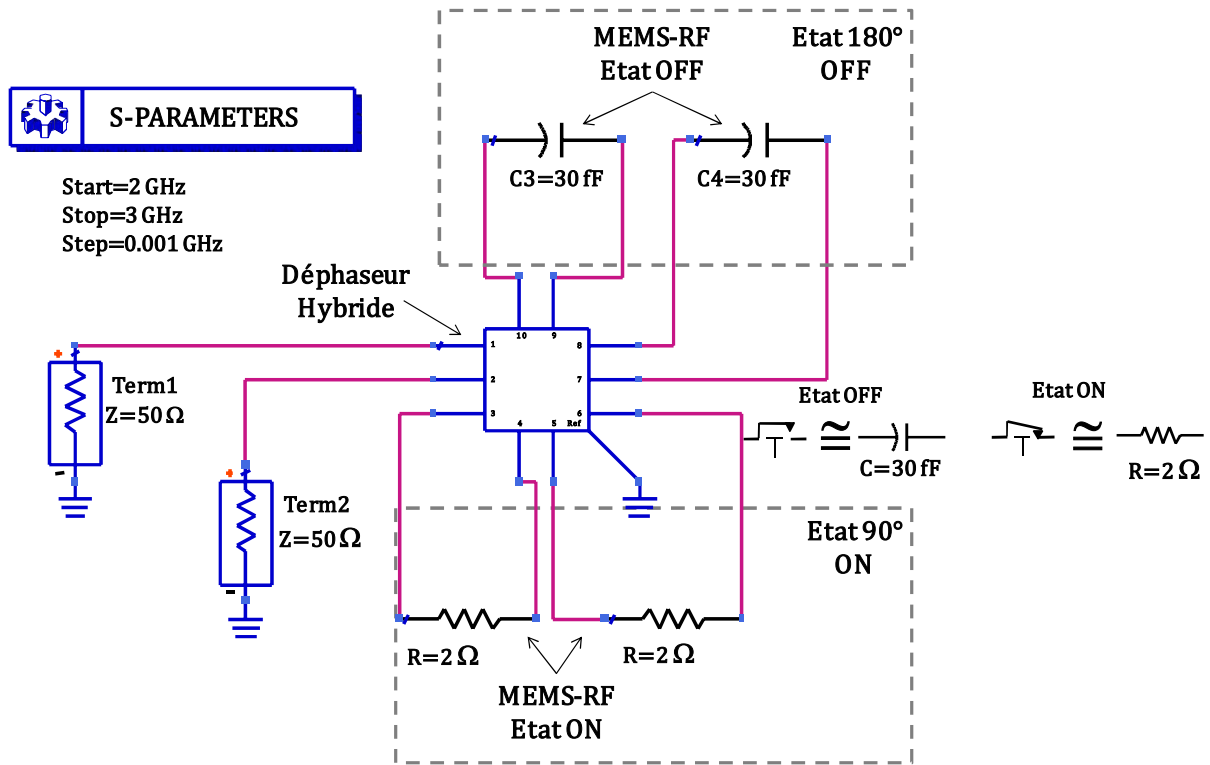 MEMS-RF
Etat OFF
Etat 180°
OFF
S-PARAMETERS
C3=30 fF
C4=30 fF
Start=2 GHz
Stop=3 GHz
Step=0.001 GHz
Déphaseur
Hybride
10
9
1
8
2
7
3
6
4
5
Ref
+
Term1
Z=50 Ω
-
+
Term2
Z=50 Ω
-
Etat OFF
≅
C=30 fF
Etat ON
≅
R=2 Ω
Etat 90°
ON
R=2 Ω
R=2 Ω
MEMS-RF
Etat ON